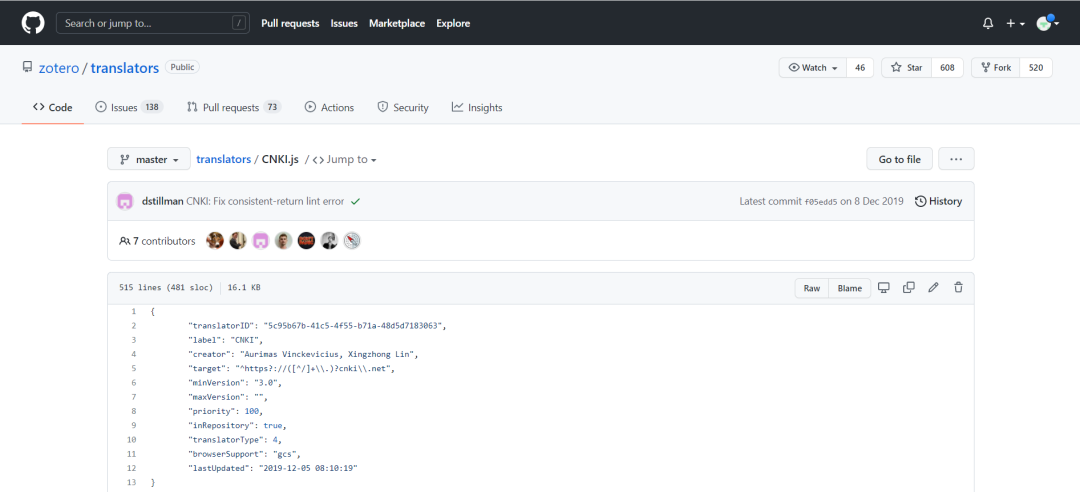 Search or jump to... / Pull requests Issues Marketplace Explore
zotero / translators Public Watch 46 Star 608 Fork 520
Code Issues 138 Pull requests 73 Actions Security Insights
master translators / CNKI.js / Jump to Go to file ...
dstillman CNKI: Fix consistent-return lint error Latest commit f05edd5 on 8 Dec 2019 History
7 contributors
515 lines (481 sloc) 16.1 KB Raw Blame
1 {
2 "translatorID": "5c95b67b-41c5-4f55-b71a-48d5d7183063",
3 "label": "CNKI",
4 "creator": "Aurimas Vinckevicius, Xingzhong Lin",
5 "target": "^https?://([^/]+\\.)?cnki\\.net",
6 "minVersion": "3.0",
7 "maxVersion": "",
8 "priority": 100,
9 "inRepository": true,
10 "translatorType": 4,
11 "browserSupport": "gcs",
12 "lastUpdated": "2019-12-05 08:10:19"
13 }